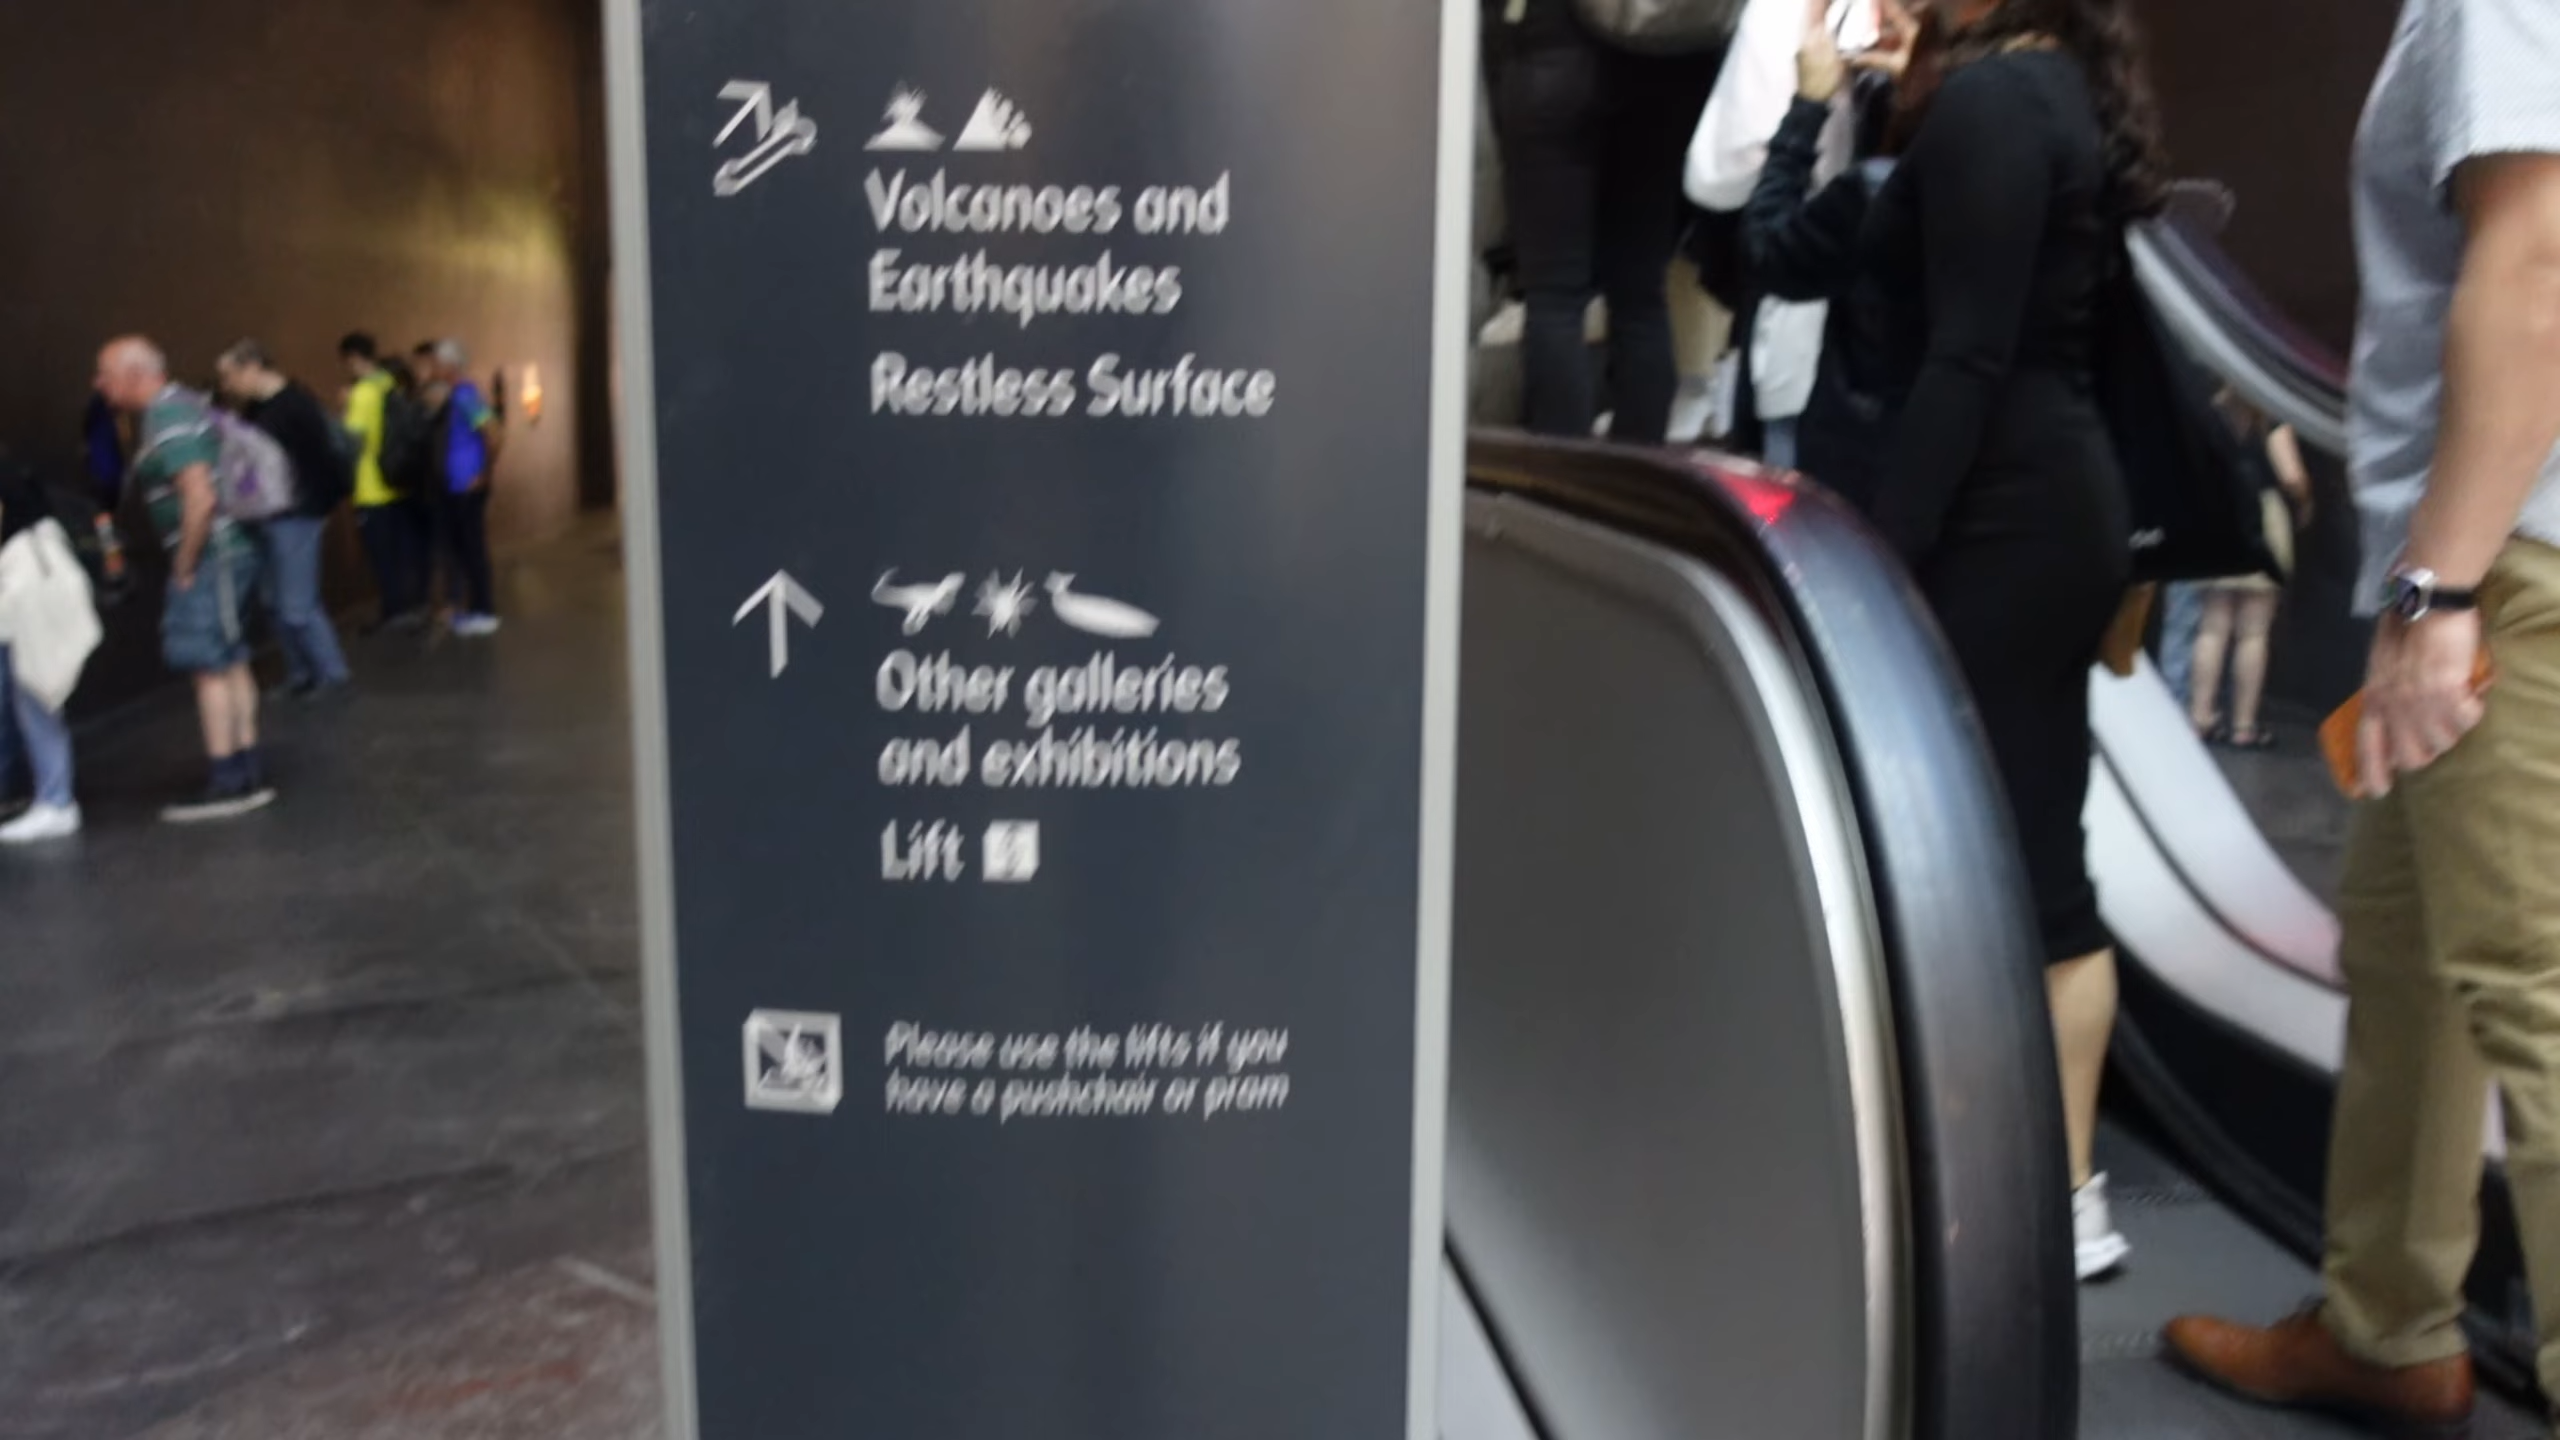 Volcanoes and
Earthquakes
Restless Surface
Other galleries
and exhibitions
Lift
Please use the lifts if you
have a pushchair or pram